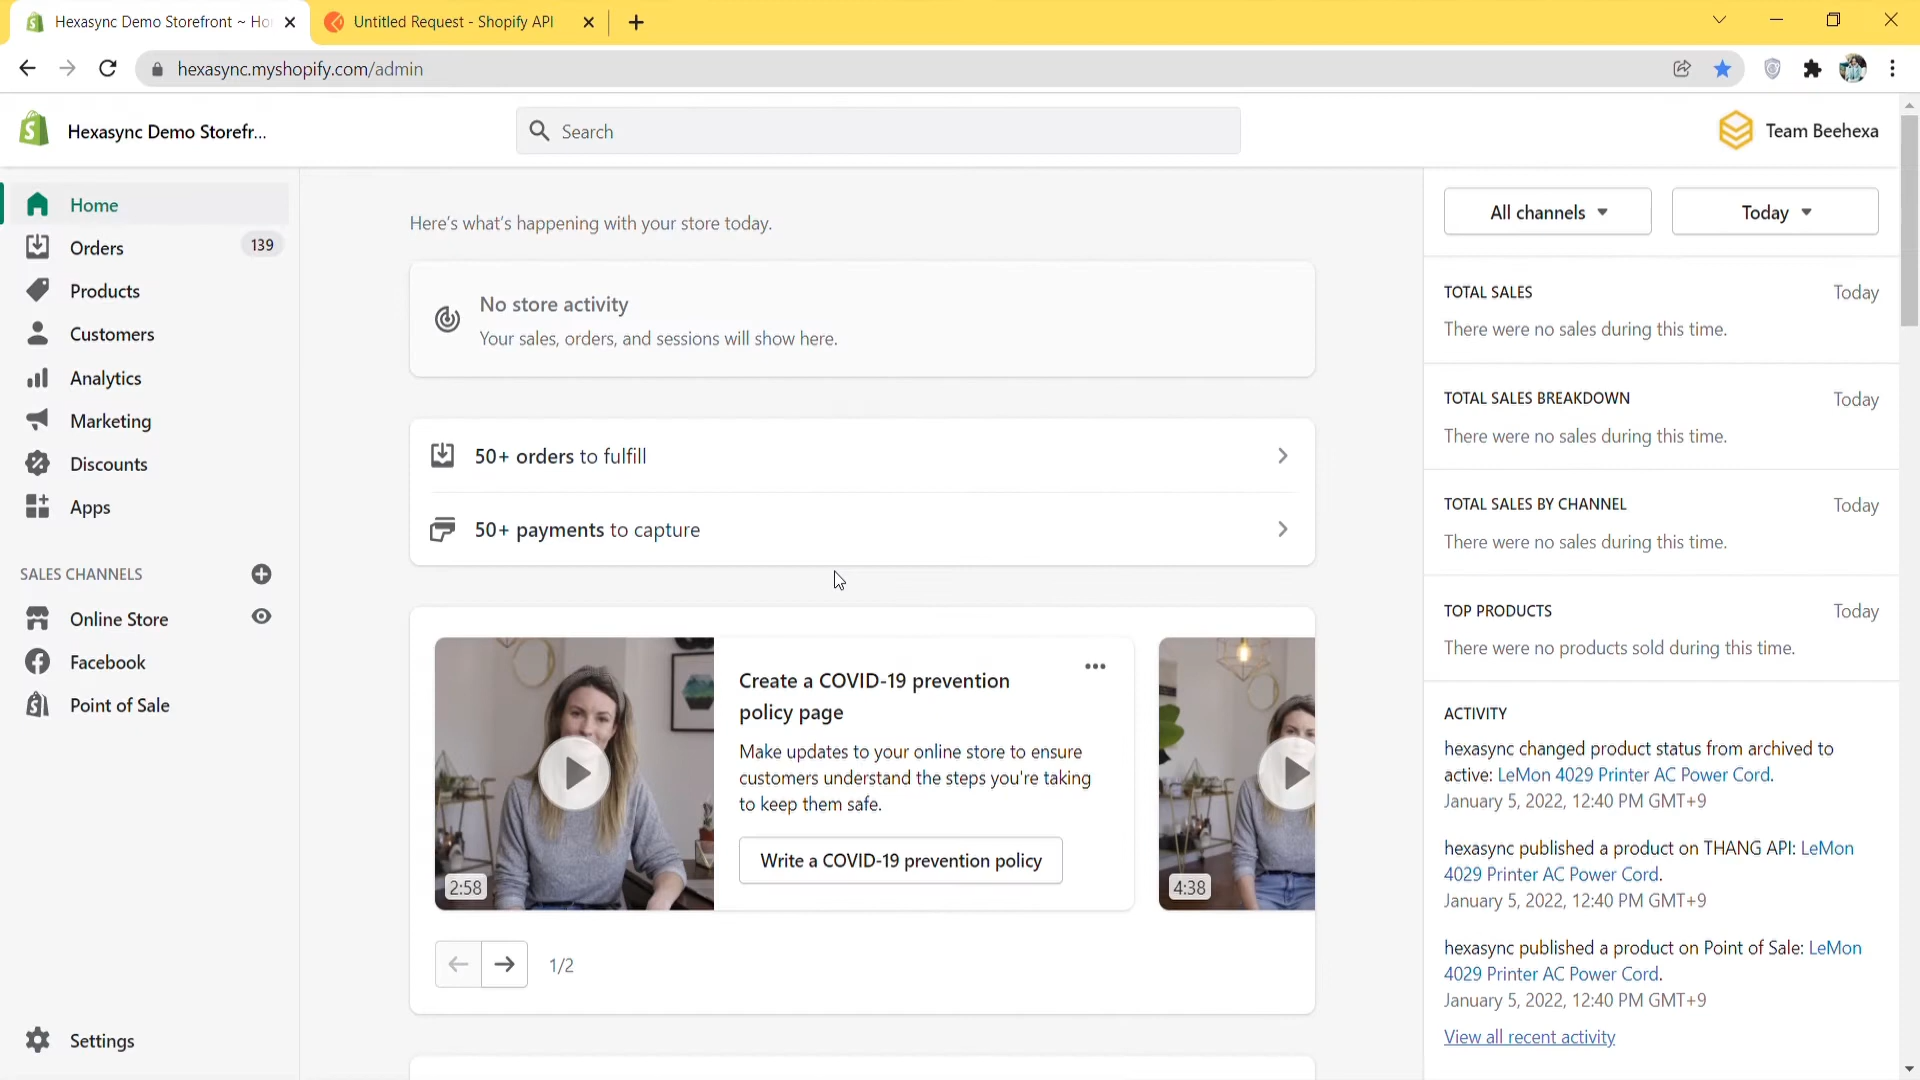 Hexasync Demo Storefront ~ Ho
Untitled Request - Shopify API
hexasync.myshopify.com/admin
Hexasync Demo Storefr...
Search
Team Beehexa
Home
Orders
139
Products
Customers
Analytics
Marketing
Discounts
Apps
SALES CHANNELS
Online Store
Facebook
Point of Sale
Settings
Here's what's happening with your store today.
No store activity
Your sales, orders, and sessions will show here.
50+ orders to fulfill
50+ payments to capture
2:58
Create a COVID-19 prevention
policy page
Make updates to your online store to ensure
customers understand the steps you're taking
to keep them safe.
Write a COVID-19 prevention policy
4:38
1/2
All channels
Today
TOTAL SALES
Today
There were no sales during this time.
TOTAL SALES BREAKDOWN
Today
There were no sales during this time.
TOTAL SALES BY CHANNEL
Today
There were no sales during this time.
TOP PRODUCTS
Today
There were no products sold during this time.
ACTIVITY
hexasync changed product status from archived to
active: LeMon 4029 Printer AC Power Cord.
January 5, 2022, 12:40 PM GMT+9
hexasync published a product on THANG API: LeMon
4029 Printer AC Power Cord.
January 5, 2022, 12:40 PM GMT+9
hexasync published a product on Point of Sale: LeMon
4029 Printer AC Power Cord.
January 5, 2022, 12:40 PM GMT+9
View all recent activity